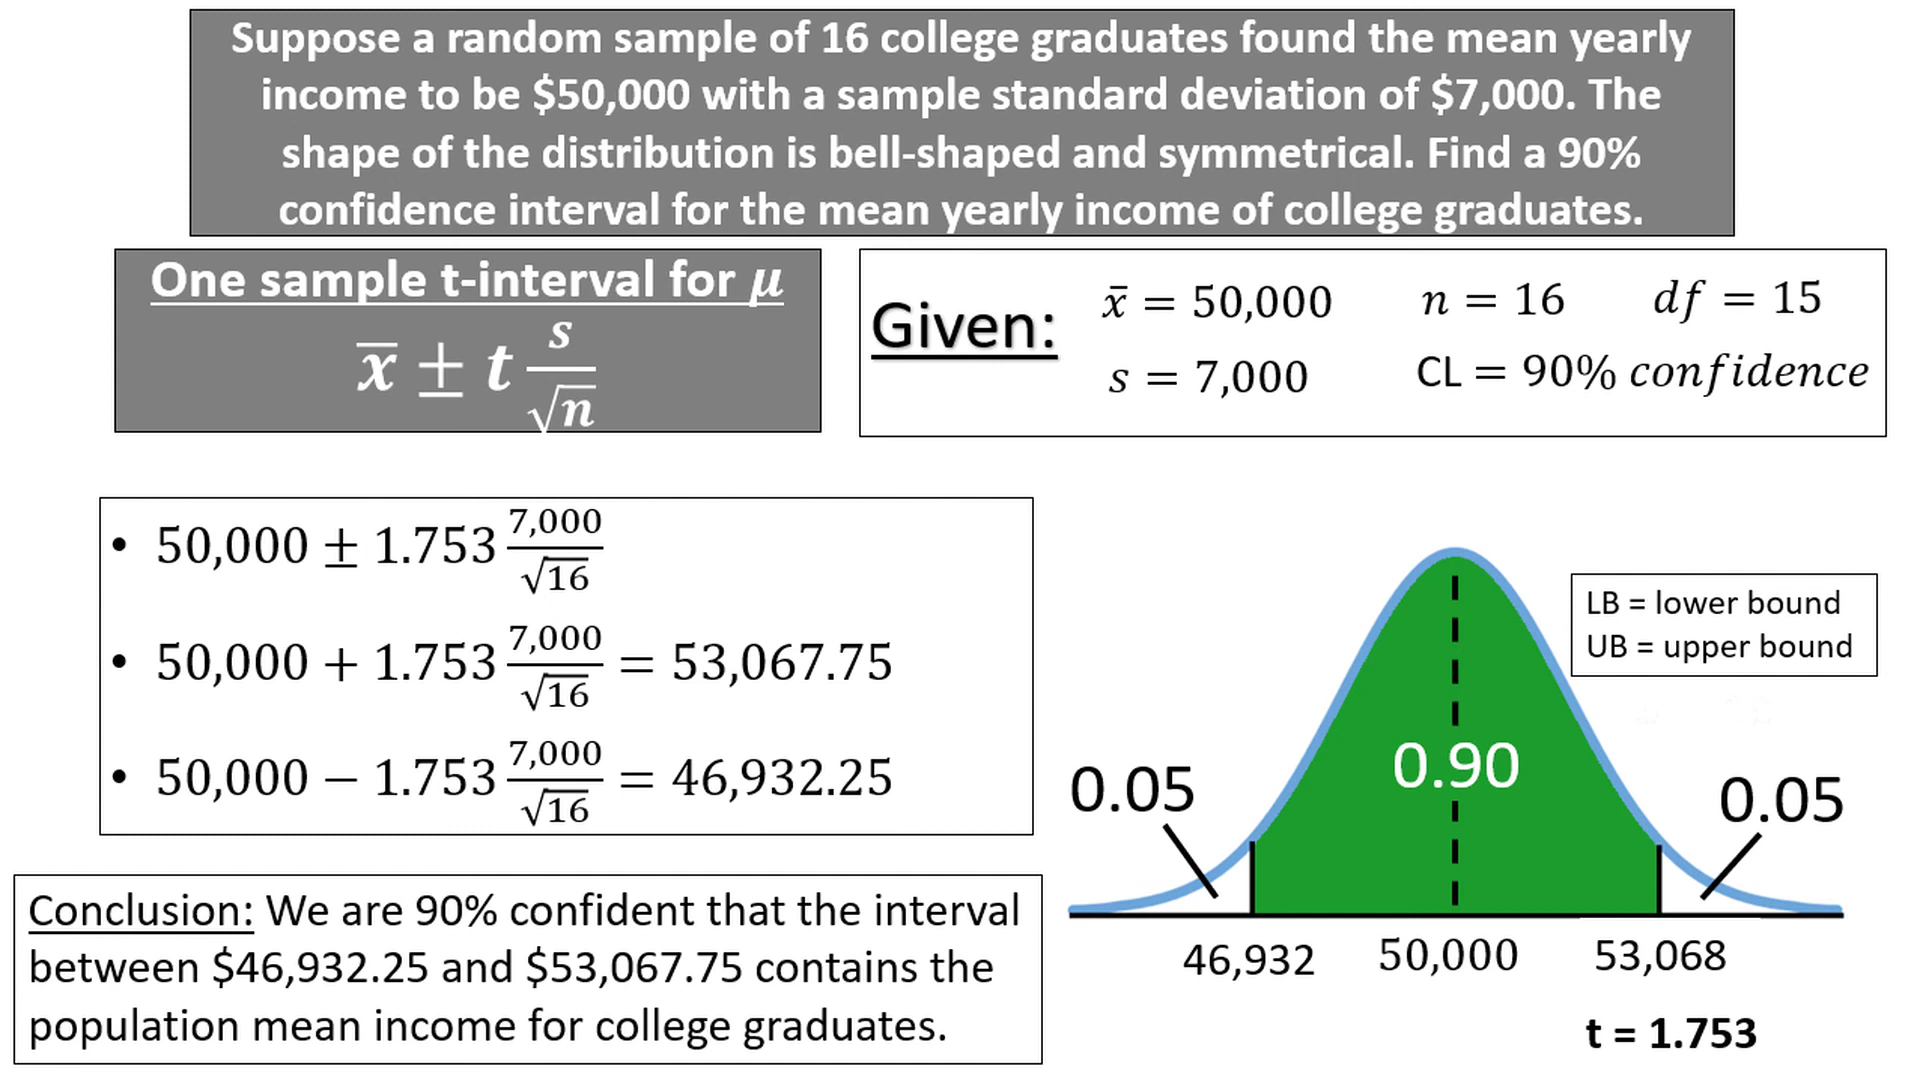 Suppose a random sample of 16 college graduates found the mean yearly
income to be $50,000 with a sample standard deviation of $7,000. The
shape of the distribution is bell-shaped and symmetrical. Find a 90%
confidence interval for the mean yearly income of college graduates.
One sample t-interval for μ
x̄ ± t s/√n
Given:
x̄ = 50,000 n = 16 df = 15
s = 7,000 CL = 90% confidence
• 50,000 ± 1.753 7,000/√16
• 50,000 + 1.753 7,000/√16 = 53,067.75
• 50,000 − 1.753 7,000/√16 = 46,932.25
Conclusion: We are 90% confident that the interval
between $46,932.25 and $53,067.75 contains the
population mean income for college graduates.
LB = lower bound
UB = upper bound
0.05
0.90
0.05
46,932 50,000 53,068
t = 1.753